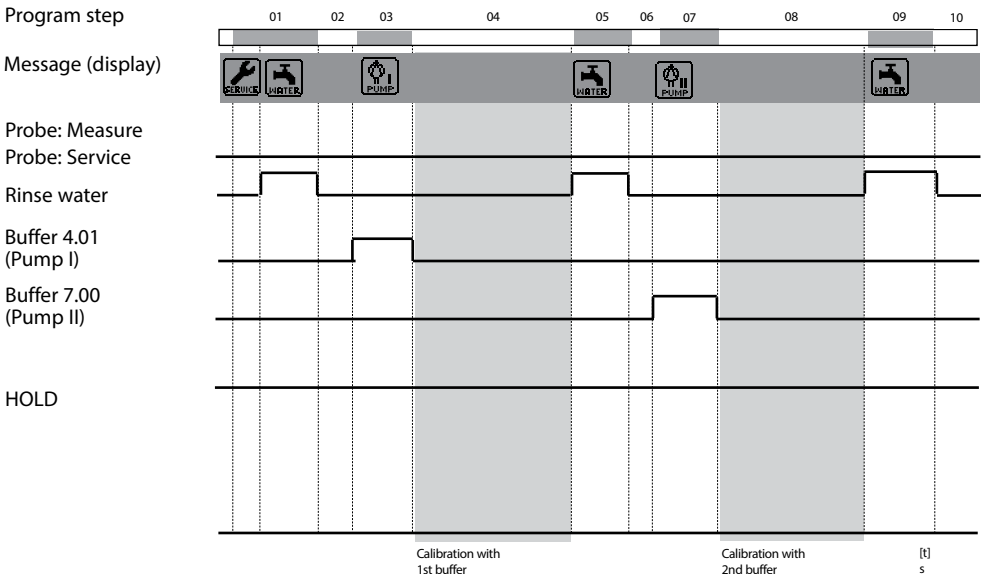 Program step 01 02 03 04 05 06 07 08 09 10
Message (display)
SERVICE WATER I PUMP WATER II PUMP WATER
Probe: Measure
Probe: Service
Rinse water
Buffer 4.01
(Pump I)
Buffer 7.00
(Pump II)
HOLD
Calibration with
1st buffer
Calibration with
2nd buffer
[t]
s